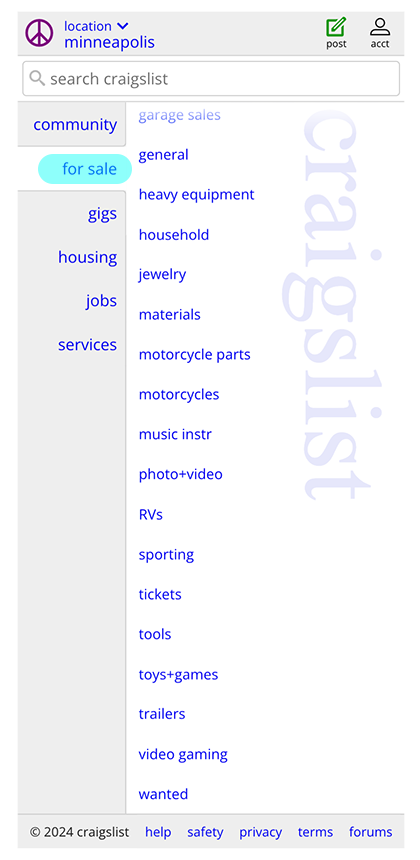 location
minneapolis
post
acct
search craigslist
community
for sale
gigs
housing
jobs
services
garage sales
general
heavy equipment
household
jewelry
materials
motorcycle parts
motorcycles
music instr
photo+video
RVs
sporting
tickets
tools
toys+games
trailers
video gaming
wanted
craigslist
© 2024 craigslist help safety privacy terms forums